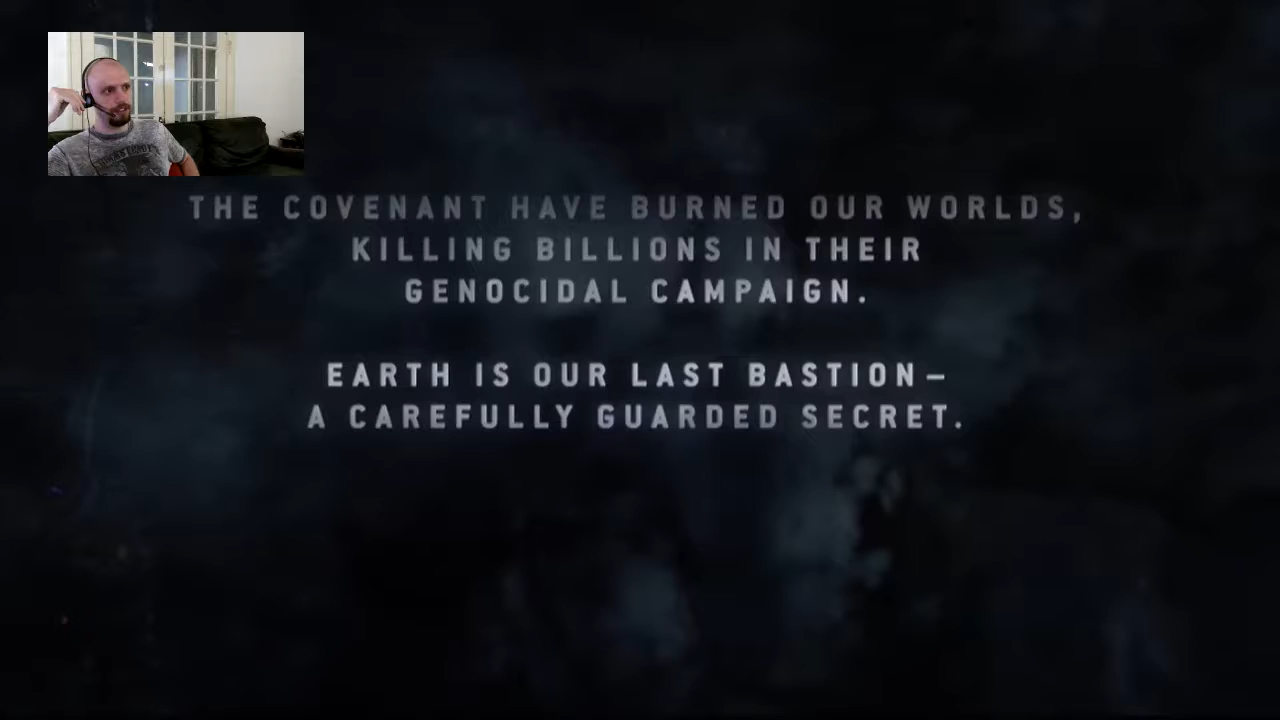 THE COVENANT HAVE BURNED OUR WORLDS,
KILLING BILLIONS IN THEIR
GENOCIDAL CAMPAIGN.
EARTH IS OUR LAST BASTION–
A CAREFULLY GUARDED SECRET.